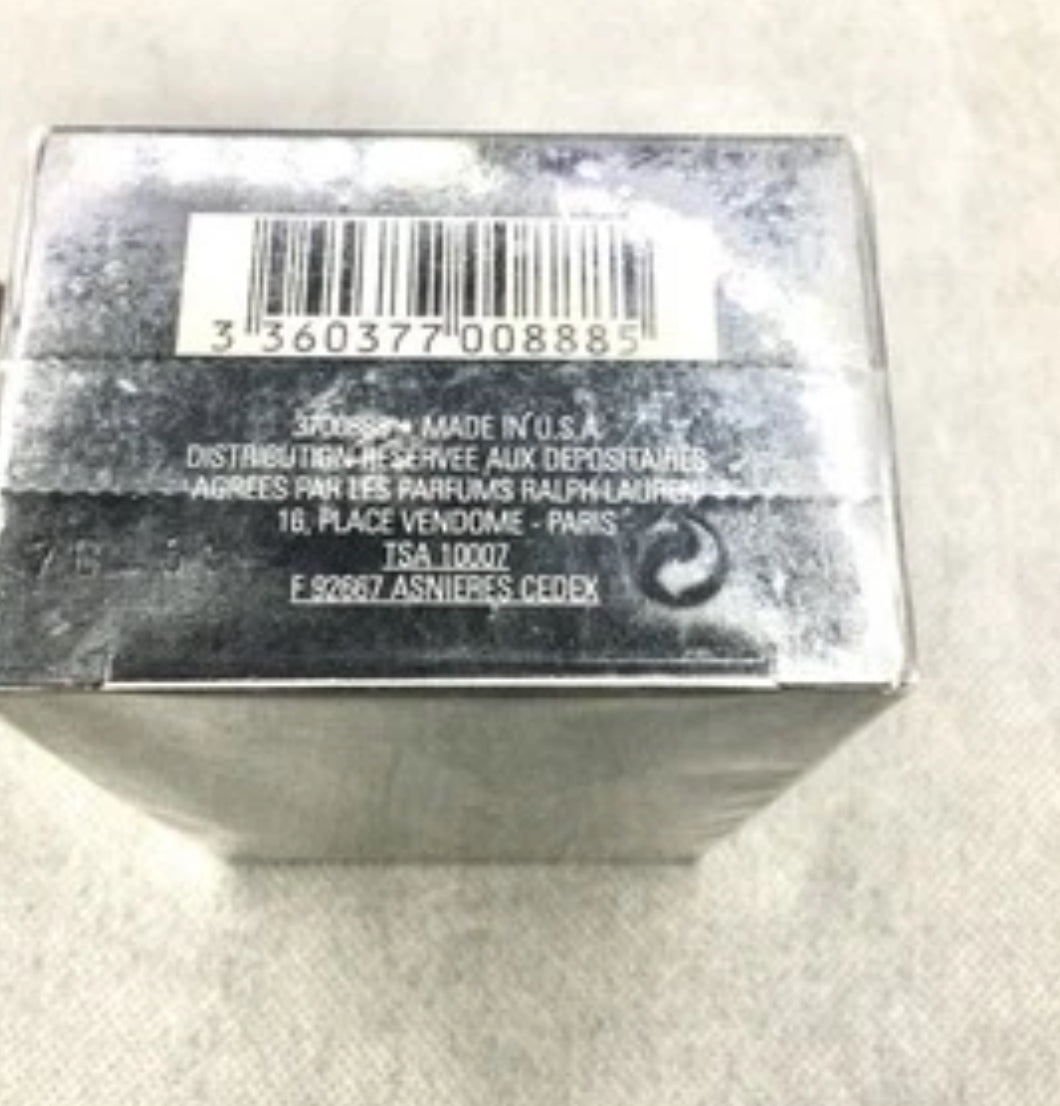 3 360377 008885
MADE IN U.S.A.
DISTRIBUTION RESERVEE AUX DEPOSITAIRES
AGREES PAR LES PARFUMS RALPH LAUREN
16, PLACE VENDOME - PARIS
TSA 10007
F 92667 ASNIERES CEDEX